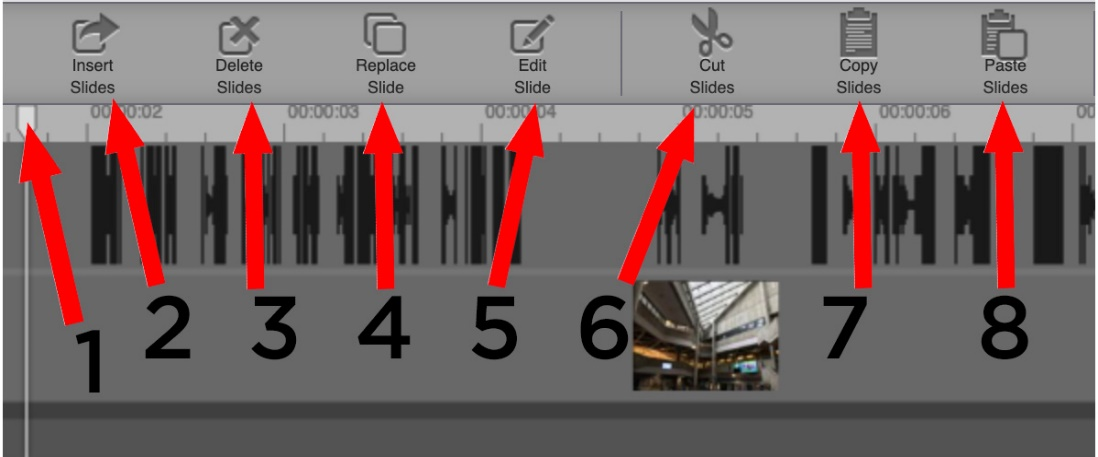 Insert Delete Replace Edit Cut Copy Paste
Slides Slides Slide Slide Slides Slides Slides
00:00:02 00:00:03 00:00:04 00:00:05 00:00:06 00
1 2 3 4 5 6 7 8